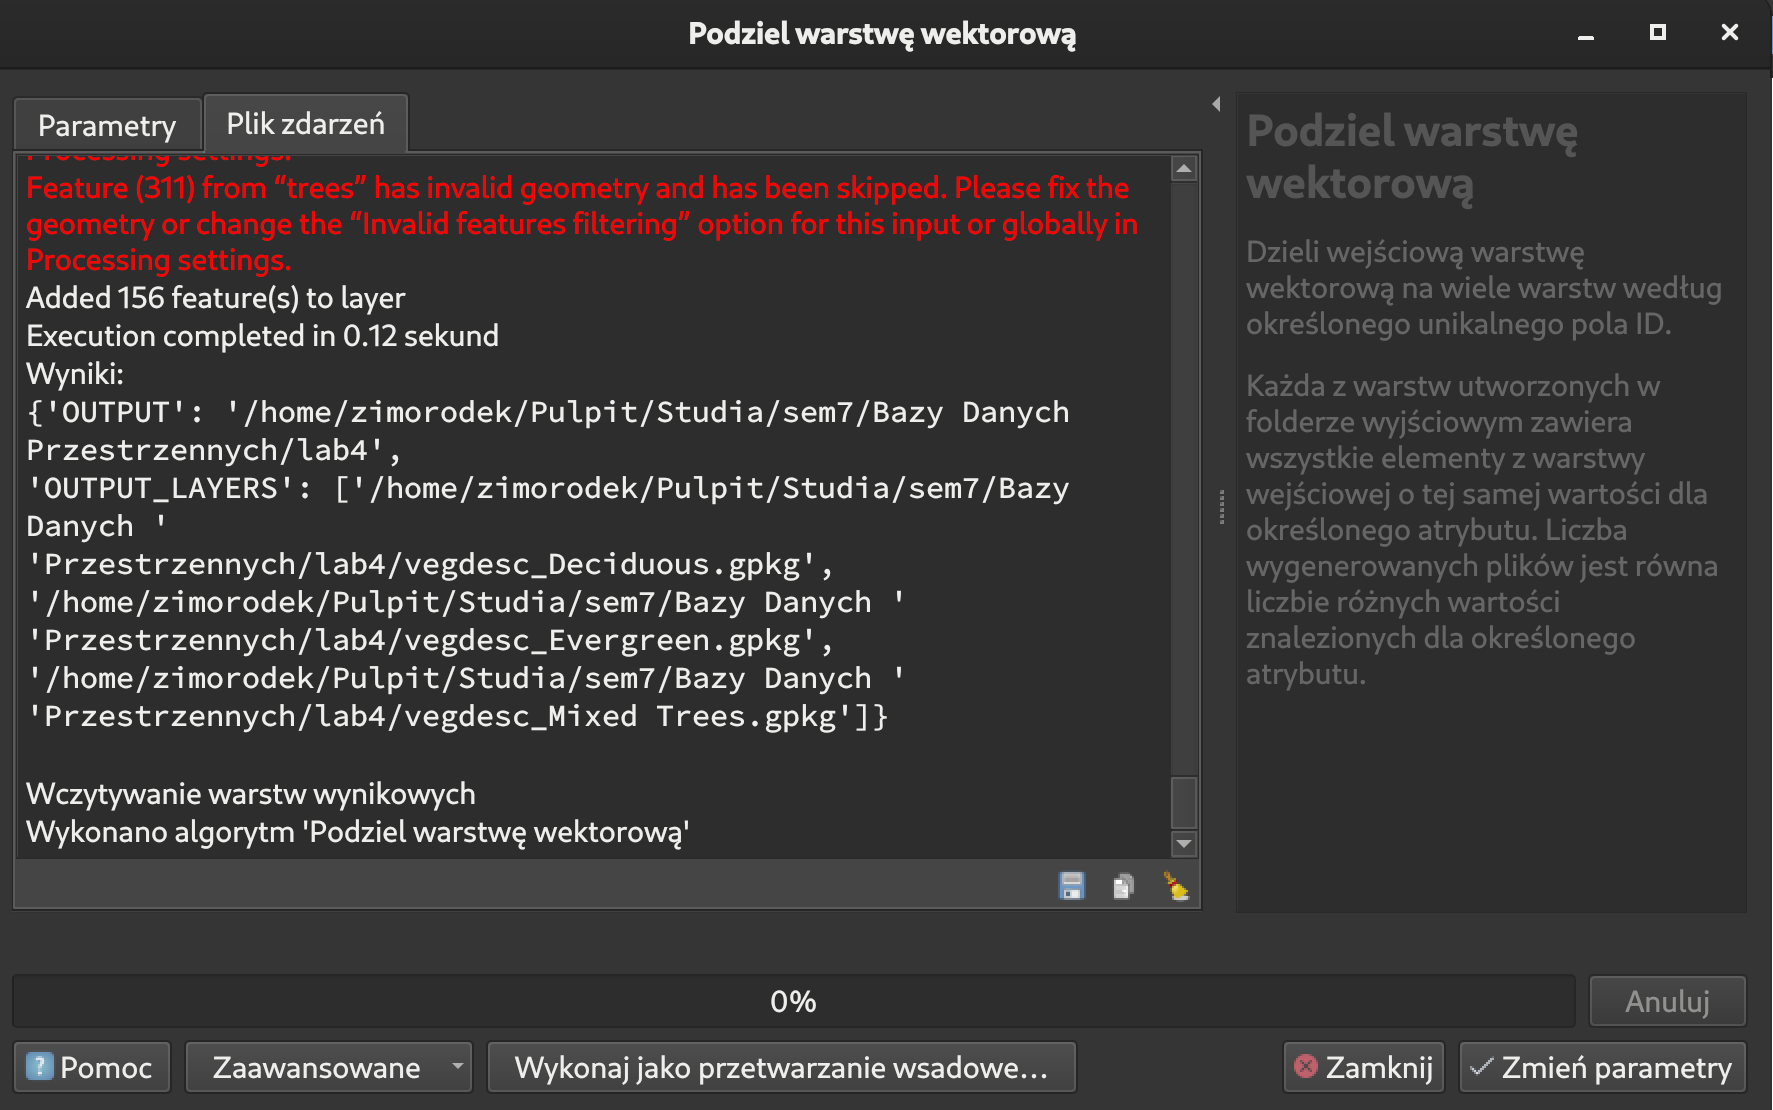 Podziel warstwę wektorową
Parametry
Plik zdarzeń
Processing settings.
Feature (311) from “trees” has invalid geometry and has been skipped. Please fix the
geometry or change the “Invalid features filtering” option for this input or globally in
Processing settings.
Added 156 feature(s) to layer
Execution completed in 0.12 sekund
Wyniki:
{'OUTPUT': '/home/zimorodek/Pulpit/Studia/sem7/Bazy Danych
Przestrzennych/lab4',
'OUTPUT_LAYERS': ['/home/zimorodek/Pulpit/Studia/sem7/Bazy
Danych '
'Przestrzennych/lab4/vegdesc_Deciduous.gpkg',
'/home/zimorodek/Pulpit/Studia/sem7/Bazy Danych '
'Przestrzennych/lab4/vegdesc_Evergreen.gpkg',
'/home/zimorodek/Pulpit/Studia/sem7/Bazy Danych '
'Przestrzennych/lab4/vegdesc_Mixed Trees.gpkg']}
Wczytywanie warstw wynikowych
Wykonano algorytm 'Podziel warstwę wektorową'
Podziel warstwę
wektorową
Dzieli wejściową warstwę
wektorową na wiele warstw według
określonego unikalnego pola ID.
Każda z warstw utworzonych w
folderze wyjściowym zawiera
wszystkie elementy z warstwy
wejściowej o tej samej wartości dla
określonego atrybutu. Liczba
wygenerowanych plików jest równa
liczbie różnych wartości
znalezionych dla określonego
atrybutu.
0%
Anuluj
Pomoc
Zaawansowane
Wykonaj jako przetwarzanie wsadowe…
Zamknij
Zmień parametry